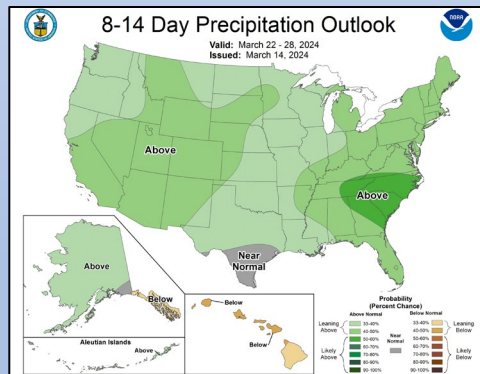 8-14 Day Precipitation Outlook
Valid: March 22 - 28, 2024
Issued: March 14, 2024
NOAA
Above
Above
Near
Normal
Above
Below
Aleutian Islands
Above
Below
Below
Probability
(Percent Chance)
Above Normal
Below Normal
Leaning
Above
Likely
Above
Near
Normal
Leaning
Below
Likely
Below
33-40%
40-50%
50-60%
60-70%
70-80%
80-90%
90-100%
33-40%
40-50%
50-60%
60-70%
70-80%
80-90%
90-100%